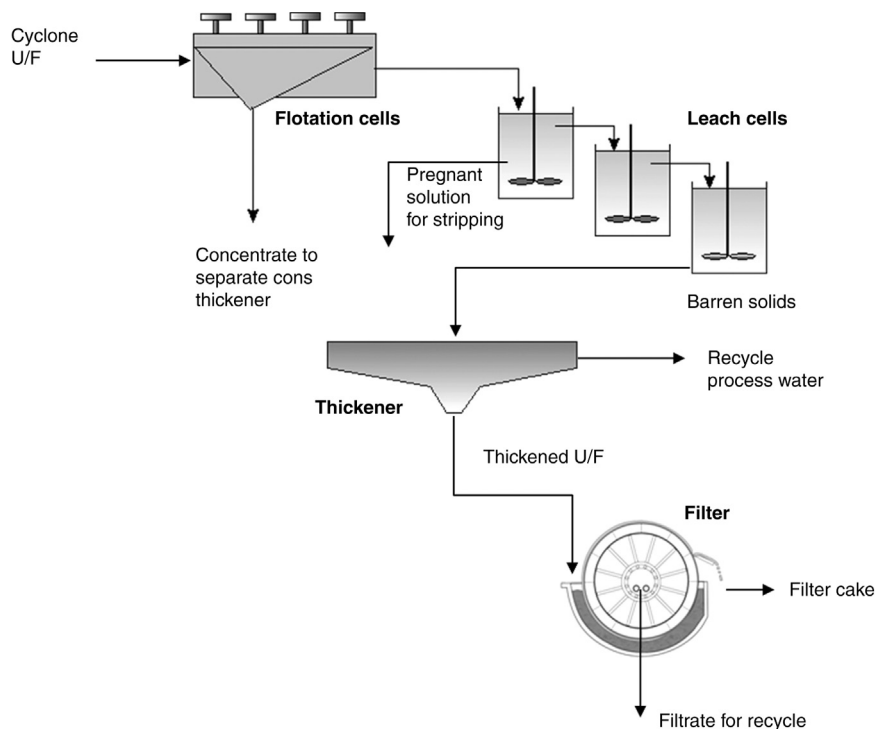 Cyclone
U/F
Flotation cells
Leach cells
Pregnant
solution
for stripping
Concentrate to
separate cons
thickener
Barren solids
Recycle
process water
Thickener
Thickened U/F
Filter
Filter cake
Filtrate for recycle